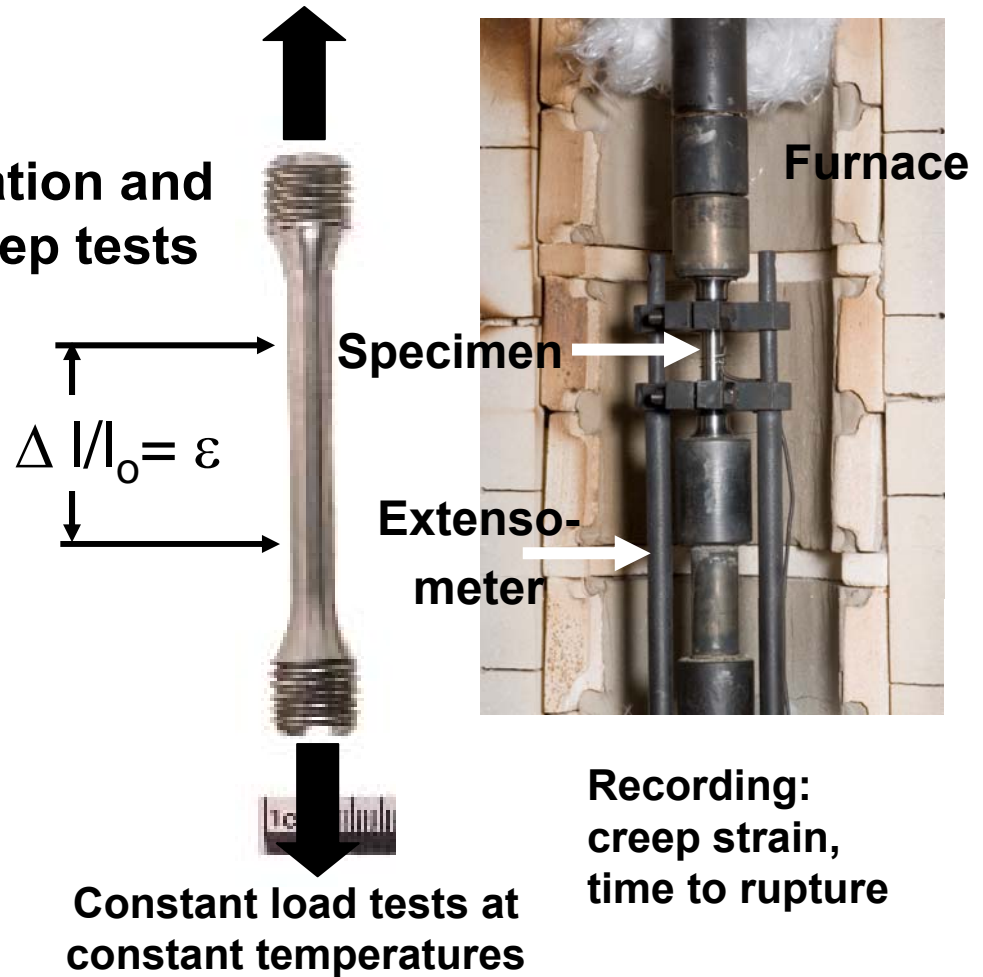 ation and
ep tests
Furnace
Specimen
Δ l/lo= ε
Extenso-
meter
Recording:
creep strain,
time to rupture
Constant load tests at
constant temperatures